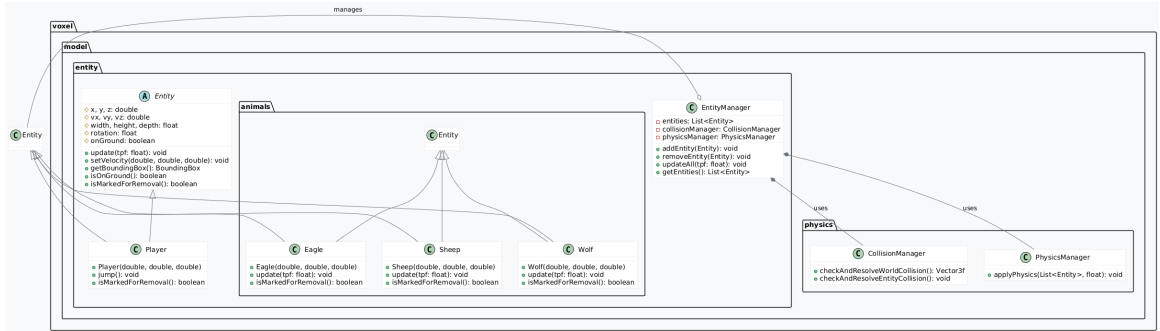 manages
voxel
model
entity
A Entity
x, y, z: double
vx, vy, vz: double
width, height, depth: float
rotation: float
onGround: boolean
update(tpf: float): void
setVelocity(double, double, double): void
getBoundingBox(): BoundingBox
isOnGround(): boolean
isMarkedForRemoval(): boolean
C Entity
animals
C Entity
C EntityManager
entities: List<Entity>
collisionManager: CollisionManager
physicsManager: PhysicsManager
addEntity(Entity): void
removeEntity(Entity): void
updateAll(tpf: float): void
getEntities(): List<Entity>
uses
uses
C Player
Player(double, double, double)
jump(): void
isMarkedForRemoval(): boolean
C Eagle
Eagle(double, double, double)
update(tpf: float): void
isMarkedForRemoval(): boolean
C Sheep
Sheep(double, double, double)
update(tpf: float): void
isMarkedForRemoval(): boolean
C Wolf
Wolf(double, double, double)
update(tpf: float): void
isMarkedForRemoval(): boolean
physics
C CollisionManager
checkAndResolveWorldCollision(): Vector3f
checkAndResolveEntityCollision(): void
C PhysicsManager
applyPhysics(List<Entity>, float): void